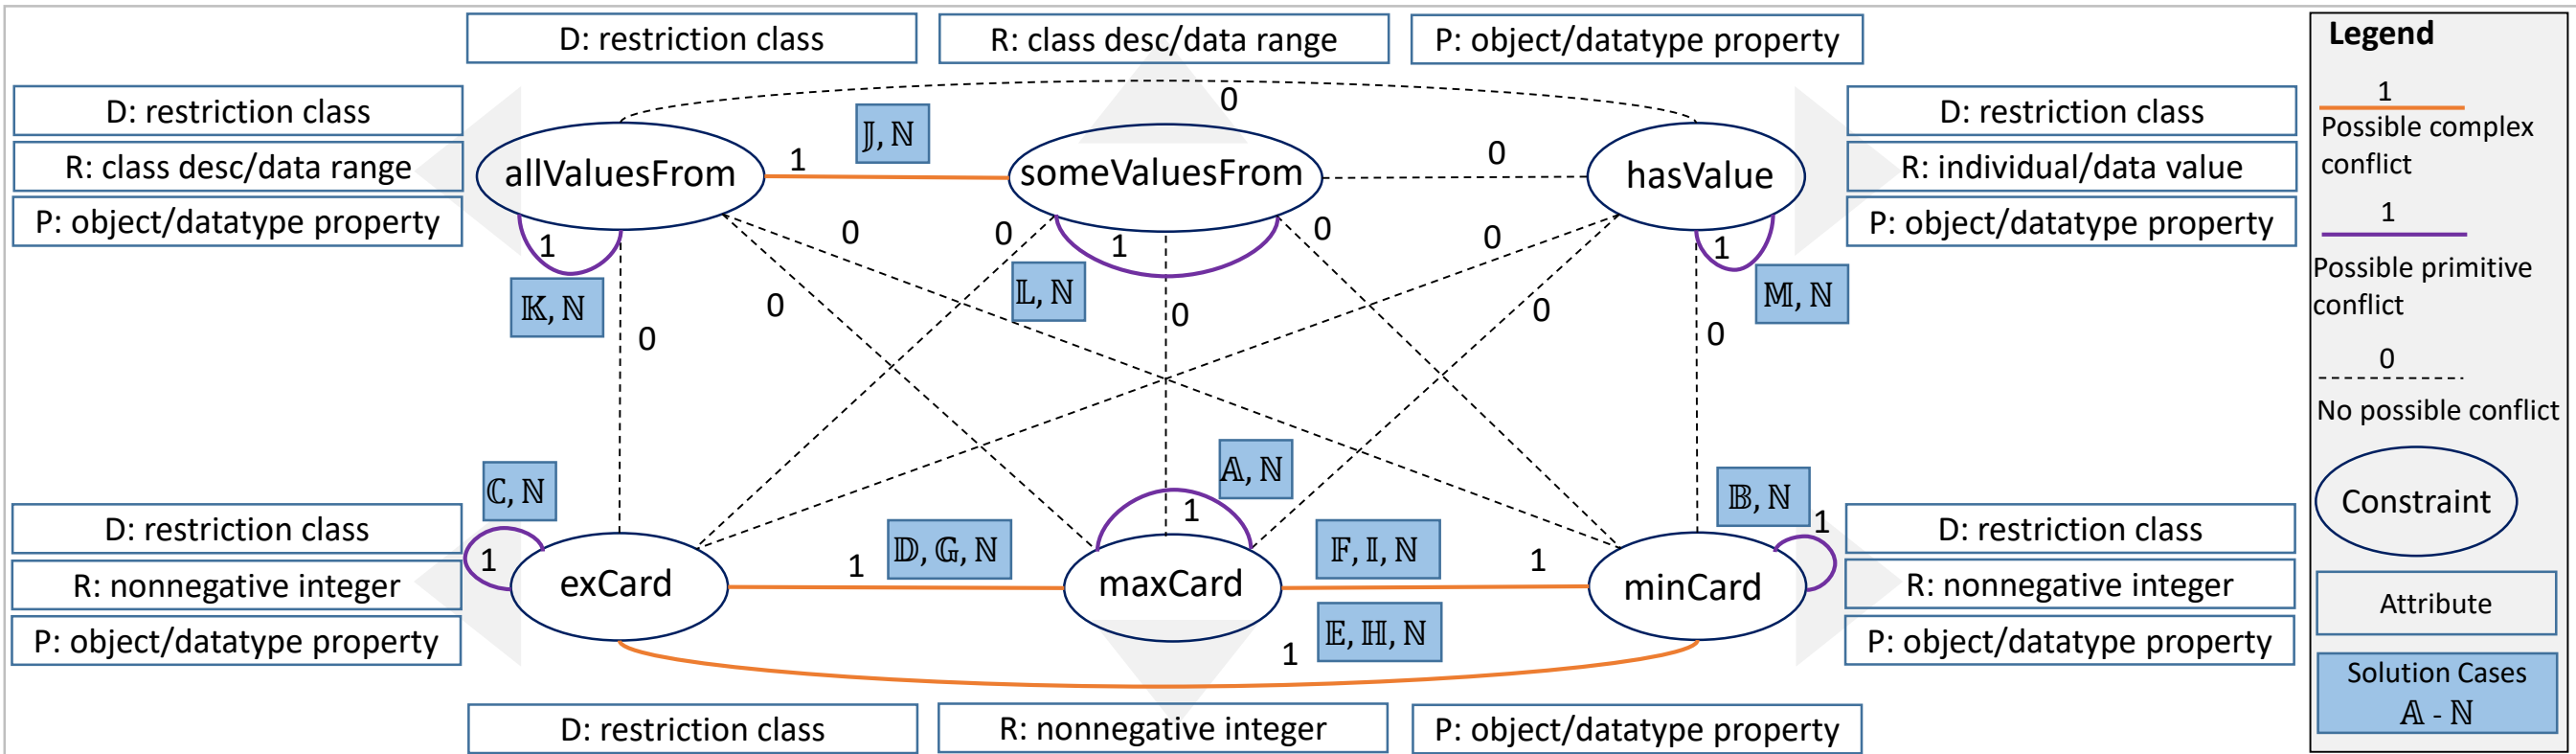 D: restriction class
R: class desc/data range
P: object/datatype property
D: restriction class
R: class desc/data range
P: object/datatype property
0
𝕁, ℕ
1
0
allValuesFrom
someValuesFrom
hasValue
D: restriction class
R: individual/data value
P: object/datatype property
1
0
0
1
0
0
1
𝕂, ℕ
𝕃, ℕ
𝕄, ℕ
0
0
0
0
0
ℂ, ℕ
𝔸, ℕ
𝔹, ℕ
D: restriction class
R: nonnegative integer
P: object/datatype property
1
1
1
1
𝔻, 𝔾, ℕ
𝔽, 𝕀, ℕ
1
exCard
maxCard
minCard
𝔼, ℍ, ℕ
1
D: restriction class
R: nonnegative integer
P: object/datatype property
D: restriction class
R: nonnegative integer
P: object/datatype property
Legend
1
Possible complex
conflict
1
Possible primitive
conflict
0
No possible conflict
Constraint
Attribute
Solution Cases
𝔸 - ℕ